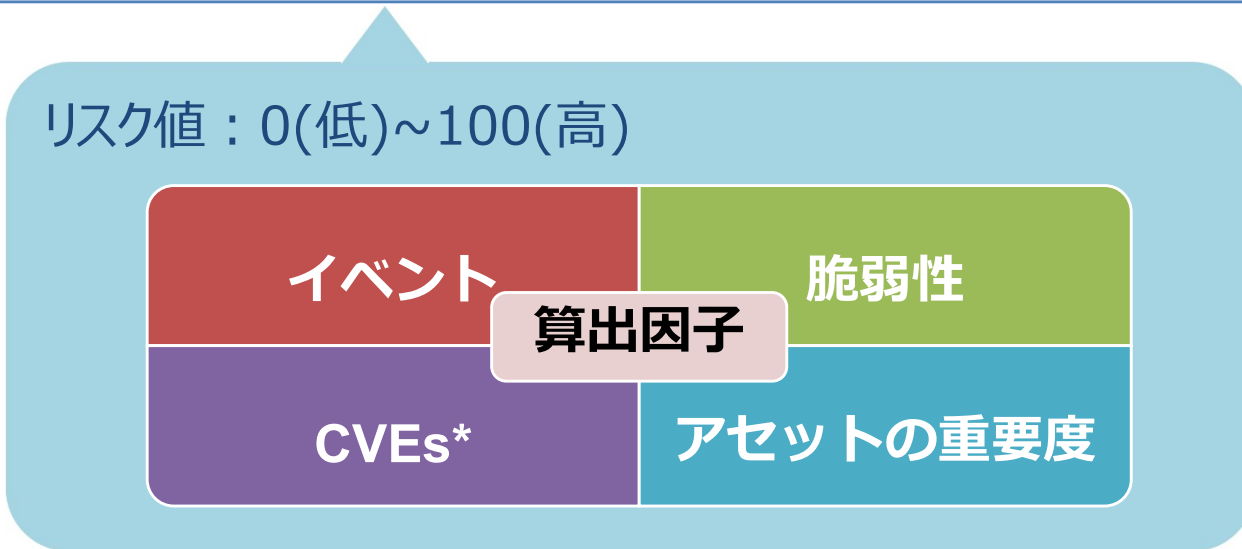 リスク値：0(低)~100(高)
イベント
脆弱性
算出因子
CVEs*
アセットの重要度